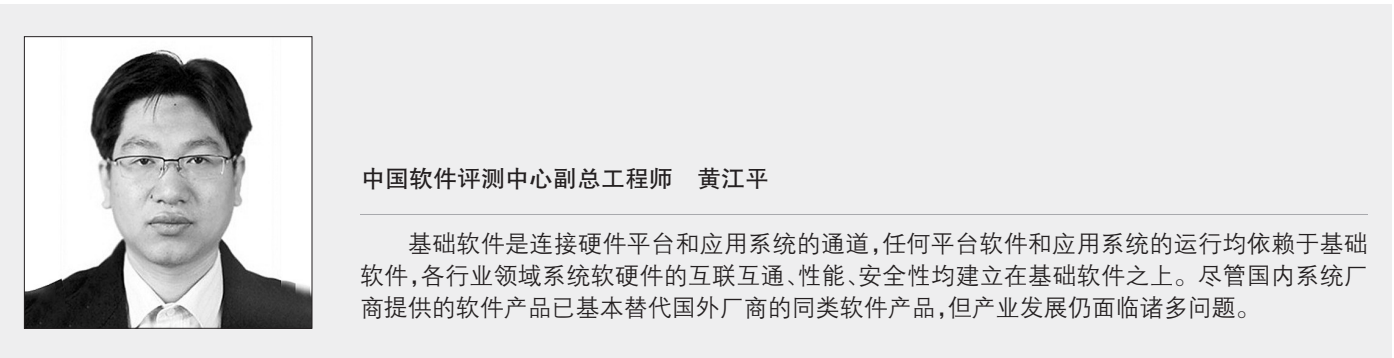 中国软件评测中心副总工程师　黄江平
基础软件是连接硬件平台和应用系统的通道,任何平台软件和应用系统的运行均依赖于基础
软件,各行业领域系统软硬件的互联互通、性能、安全性均建立在基础软件之上。尽管国内系统厂
商提供的软件产品已基本替代国外厂商的同类软件产品,但产业发展仍面临诸多问题。